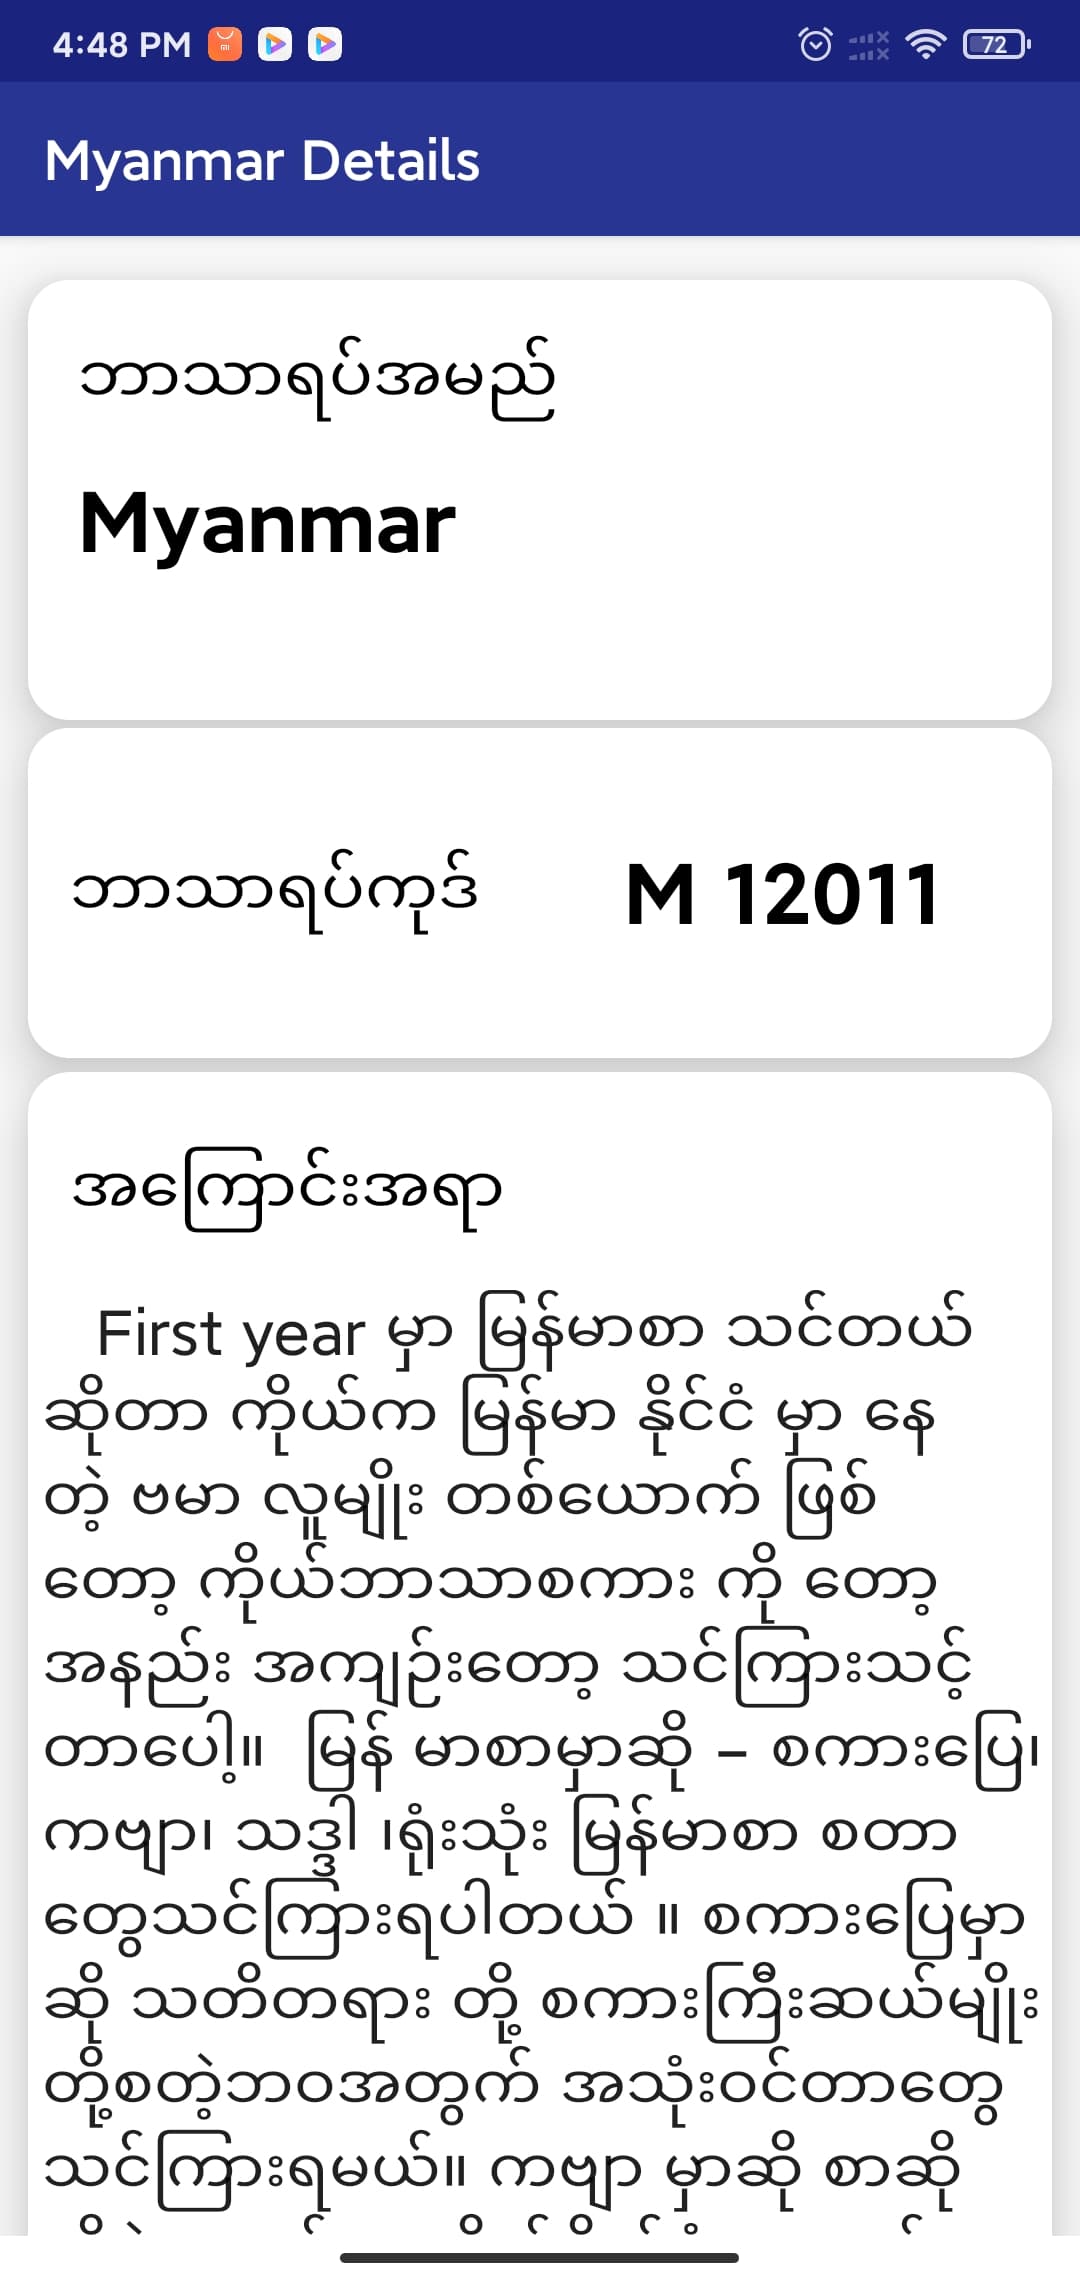 4:48 PM
72
Myanmar Details
ဘာသာရပ်အမည်
Myanmar
ဘာသာရပ်ကုဒ်
M 12011
အကြောင်းအရာ
First year မှာ မြန်မာစာ သင်တယ်
ဆိုတာ ကိုယ်က မြန်မာ နိုင်ငံ မှာ နေ
တဲ့ ဗမာ လူမျိုး တစ်ယောက် ဖြစ်
တော့ ကိုယ်ဘာသာစကား ကို တော့
အနည်း အကျဉ်းတော့ သင်ကြားသင့်
တာပေါ့။ မြန် မာစာမှာဆို – စကားပြေ၊
ကဗျာ၊ သဒ္ဒါ ၊ရုံးသုံး မြန်မာစာ စတာ
တွေသင်ကြားရပါတယ် ။ စကားပြေမှာ
ဆို သတိတရား တို့ စကားကြီးဆယ်မျိုး
တို့စတဲ့ဘဝအတွက် အသုံးဝင်တာတွေ
သင်ကြားရမယ်။ ကဗျာ မှာဆို စာဆို